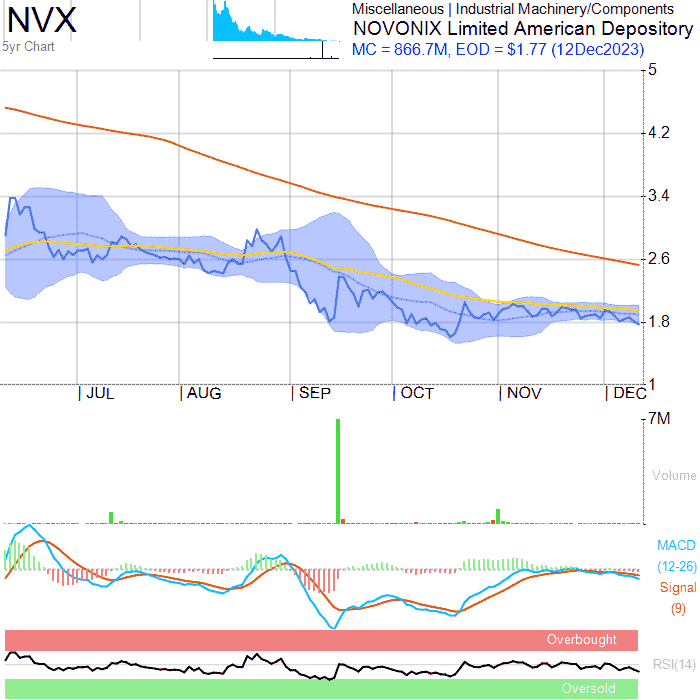 NVX
5yr Chart
Miscellaneous | Industrial Machinery/Components
NOVONIX Limited American Depository
MC = 866.7M, EOD = $1.77 (12Dec2023)
5
4.2
3.4
2.6
1.8
1
JUL AUG SEP OCT NOV DEC
7M
Volume
MACD
(12-26)
Signal
(9)
Overbought
RSI(14)
Oversold